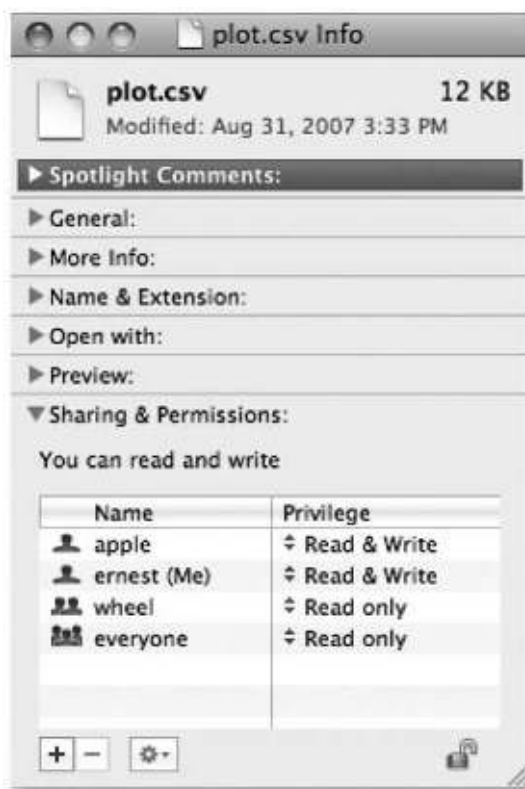 plot.csv Info
plot.csv 12 KB
Modified: Aug 31, 2007 3:33 PM
Spotlight Comments:
General:
More Info:
Name & Extension:
Open with:
Preview:
Sharing & Permissions:
You can read and write
Name Privilege
apple Read & Write
ernest (Me) Read & Write
wheel Read only
everyone Read only